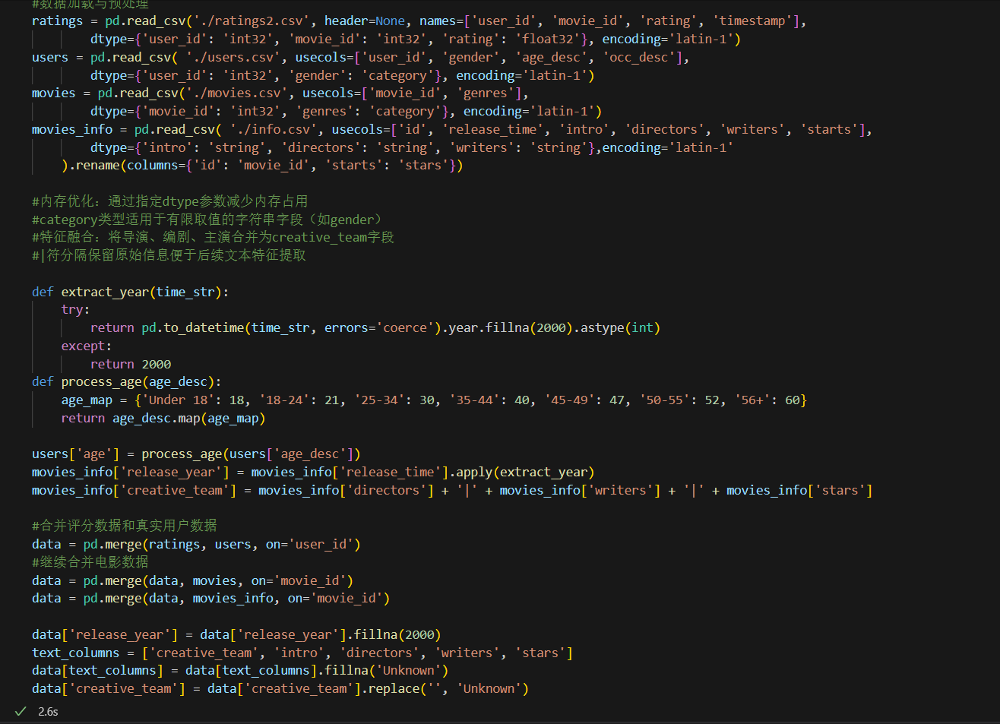 #数据加载与预处理
ratings = pd.read_csv('./ratings2.csv', header=None, names=['user_id', 'movie_id', 'rating', 'timestamp'],
        dtype={'user_id': 'int32', 'movie_id': 'int32', 'rating': 'float32'}, encoding='latin-1')
users = pd.read_csv( './users.csv', usecols=['user_id', 'gender', 'age_desc', 'occ_desc'],
        dtype={'user_id': 'int32', 'gender': 'category'}, encoding='latin-1')
movies = pd.read_csv('./movies.csv', usecols=['movie_id', 'genres'],
        dtype={'movie_id': 'int32', 'genres': 'category'}, encoding='latin-1')
movies_info = pd.read_csv( './info.csv', usecols=['id', 'release_time', 'intro', 'directors', 'writers', 'starts'],
        dtype={'intro': 'string', 'directors': 'string', 'writers': 'string'},encoding='latin-1'
    ).rename(columns={'id': 'movie_id', 'starts': 'stars'})
#内存优化：通过指定dtype参数减少内存占用
#category类型适用于有限取值的字符串字段（如gender）
#特征融合：将导演、编剧、主演合并为creative_team字段
#|符分隔保留原始信息便于后续文本特征提取
def extract_year(time_str):
    try:
        return pd.to_datetime(time_str, errors='coerce').year.fillna(2000).astype(int)
    except:
        return 2000
def process_age(age_desc):
    age_map = {'Under 18': 18, '18-24': 21, '25-34': 30, '35-44': 40, '45-49': 47, '50-55': 52, '56+': 60}
    return age_desc.map(age_map)
users['age'] = process_age(users['age_desc'])
movies_info['release_year'] = movies_info['release_time'].apply(extract_year)
movies_info['creative_team'] = movies_info['directors'] + '|' + movies_info['writers'] + '|' + movies_info['stars']
#合并评分数据和真实用户数据
data = pd.merge(ratings, users, on='user_id')
#继续合并电影数据
data = pd.merge(data, movies, on='movie_id')
data = pd.merge(data, movies_info, on='movie_id')
data['release_year'] = data['release_year'].fillna(2000)
text_columns = ['creative_team', 'intro', 'directors', 'writers', 'stars']
data[text_columns] = data[text_columns].fillna('Unknown')
data['creative_team'] = data['creative_team'].replace('', 'Unknown')
2.6s